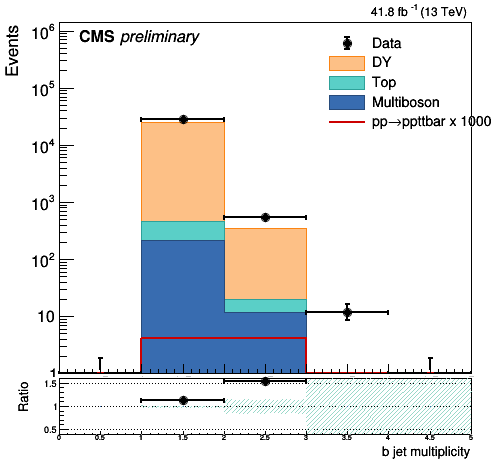 41.8 fb⁻¹ (13 TeV)
CMS preliminary
Events
10⁶
10⁵
10⁴
10³
10²
10
1
Data
DY
Top
Multiboson
pp→ppttbar x 1000
Ratio
1.5
1
0.5
0 0.5 1 1.5 2 2.5 3 3.5 4 4.5 5
b jet multiplicity